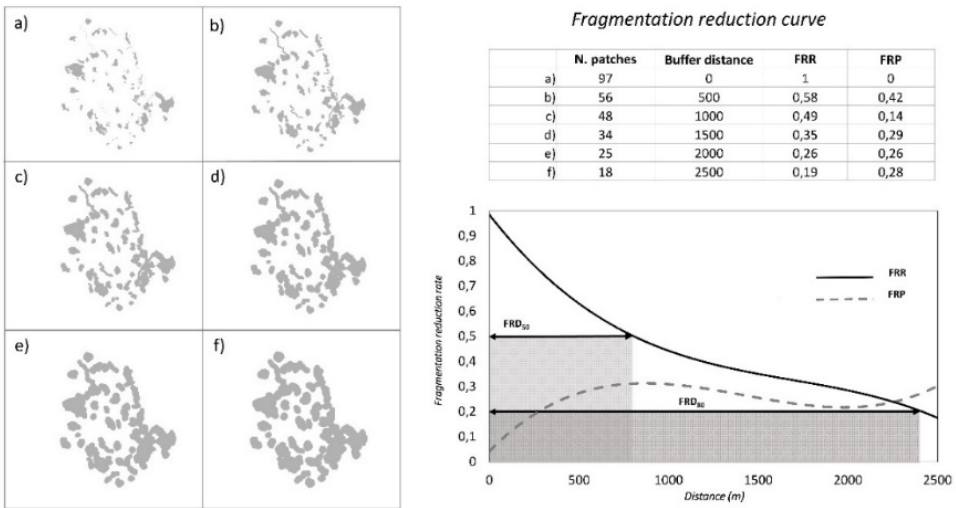 a)
b)
c)
d)
e)
f)
Fragmentation reduction curve
N. patches Buffer distance FRR FRP
a) 97 0 1 0
b) 56 500 0,58 0,42
c) 48 1000 0,49 0,14
d) 34 1500 0,35 0,29
e) 25 2000 0,26 0,26
f) 18 2500 0,19 0,28
Fragmentation reduction rate
1
0,9
0,8
0,7
0,6
0,5
0,4
0,3
0,2
0,1
0
FRR
FRP
FRD50
FRD80
0 500 1000 1500 2000 2500
Distance (m)